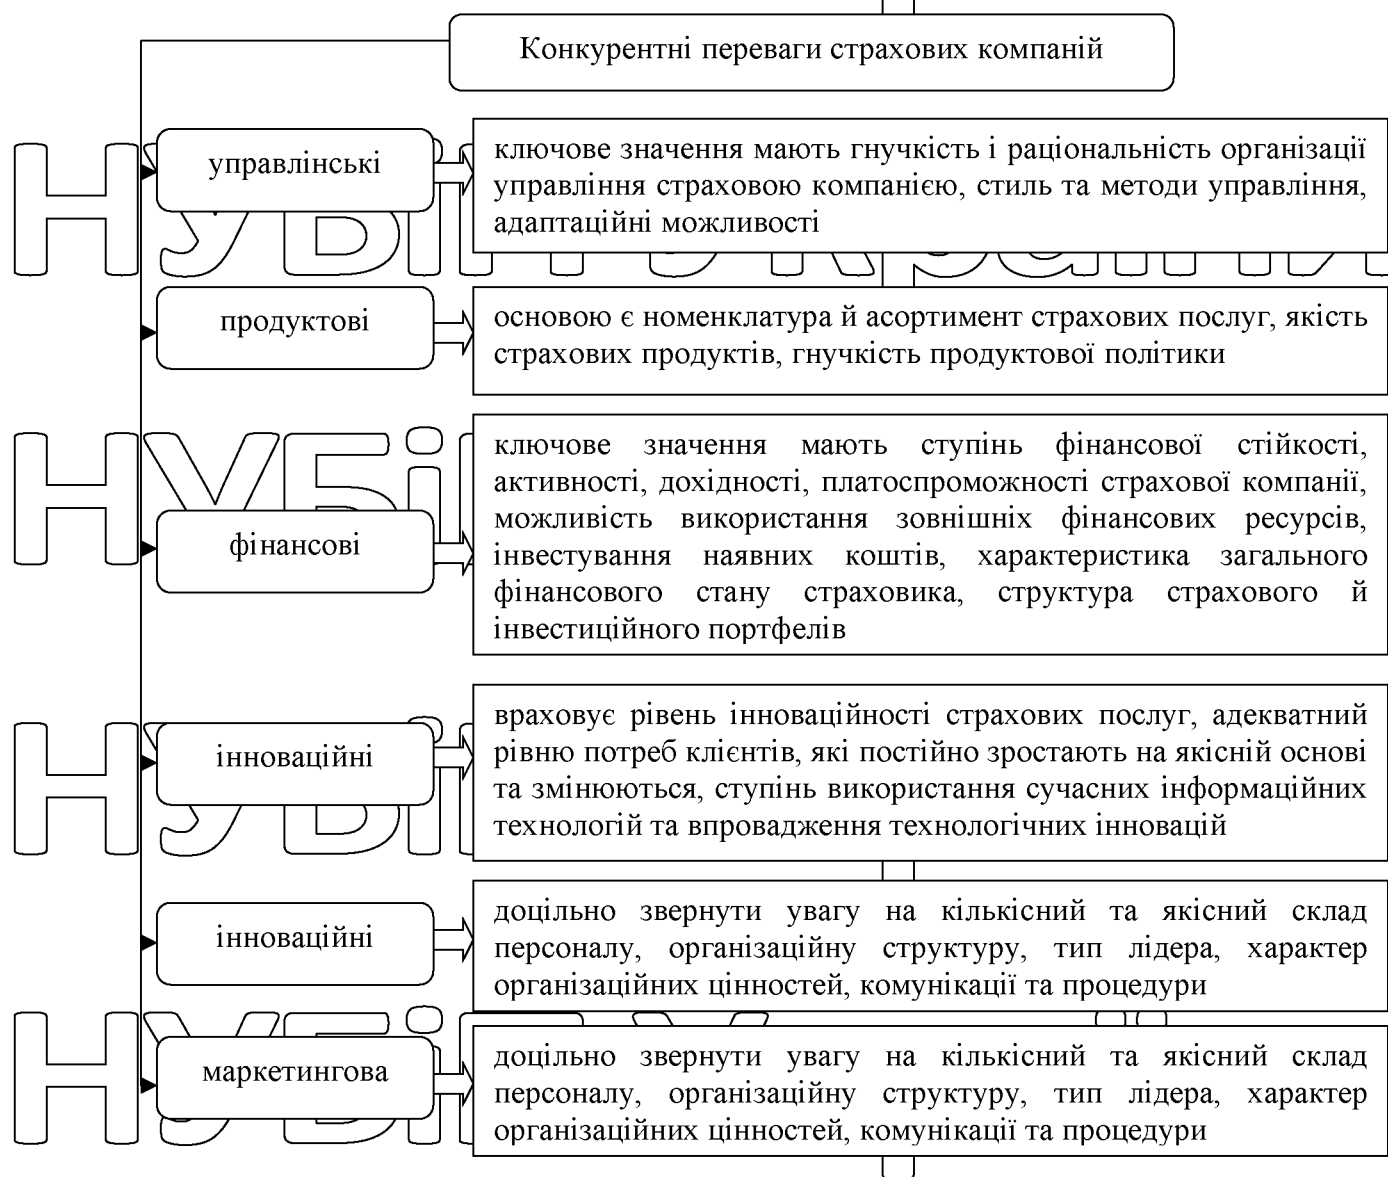 Конкурентні переваги страхових компаній
управлінські
ключове значення мають гнучкість і раціональність організації
управління страховою компанією, стиль та методи управління,
адаптаційні можливості
продуктові
основою є номенклатура й асортимент страхових послуг, якість
страхових продуктів, гнучкість продуктової політики
фінансові
ключове значення мають ступінь фінансової стійкості,
активності, дохідності, платоспроможності страхової компанії,
можливість використання зовнішніх фінансових ресурсів,
інвестування наявних коштів, характеристика загального
фінансового стану страховика, структура страхового й
інвестиційного портфелів
інноваційні
враховує рівень інноваційності страхових послуг, адекватний
рівню потреб клієнтів, які постійно зростають на якісній основі
та змінюються, ступінь використання сучасних інформаційних
технологій та впровадження технологічних інновацій
інноваційні
доцільно звернути увагу на кількісний та якісний склад
персоналу, організаційну структуру, тип лідера, характер
організаційних цінностей, комунікації та процедури
маркетингова
доцільно звернути увагу на кількісний та якісний склад
персоналу, організаційну структуру, тип лідера, характер
організаційних цінностей, комунікації та процедури